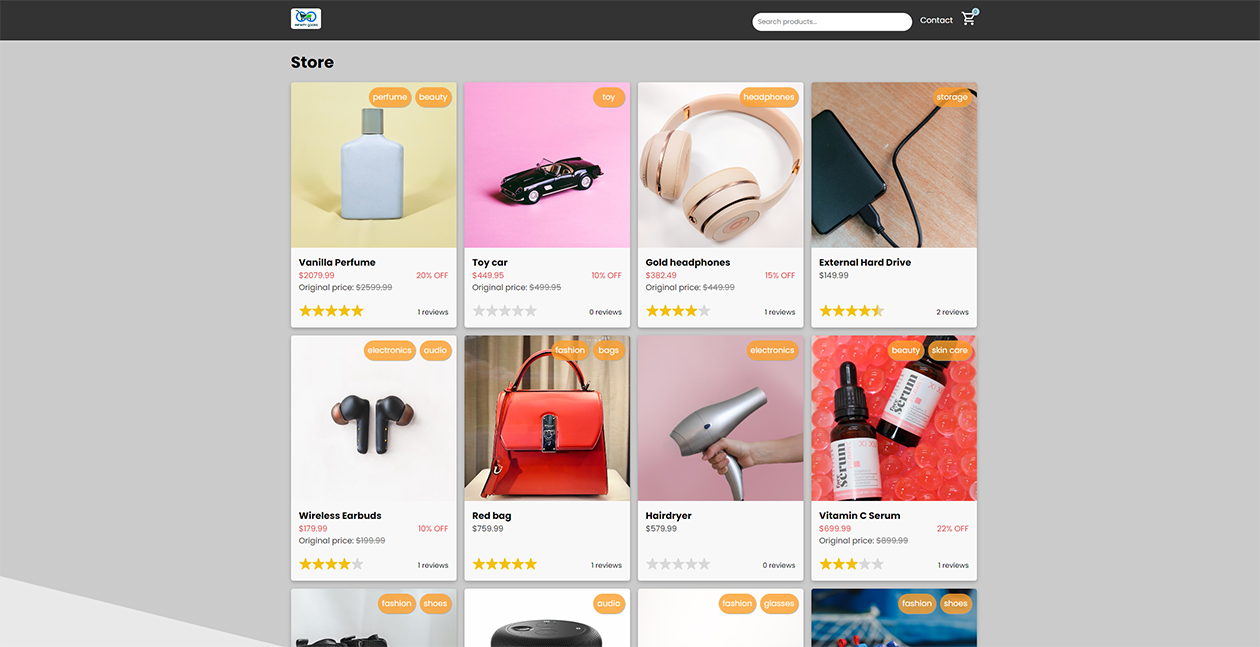 Search products...
Contact
0
Store
perfume beauty
Vanilla Perfume
$2079.99 20% OFF
Original price: $2599.99
1 reviews
toy
Toy car
$449.95 10% OFF
Original price: $499.95
0 reviews
headphones
Gold headphones
$382.49 15% OFF
Original price: $449.99
1 reviews
storage
External Hard Drive
$149.99
2 reviews
electronics audio
Wireless Earbuds
$179.99 10% OFF
Original price: $199.99
1 reviews
fashion bags
Red bag
$759.99
1 reviews
electronics
Hairdryer
$579.99
0 reviews
beauty skin care
serum
serum
Vitamin C Serum
$699.99 22% OFF
Original price: $899.99
1 reviews
fashion shoes
audio
fashion glasses
fashion shoes